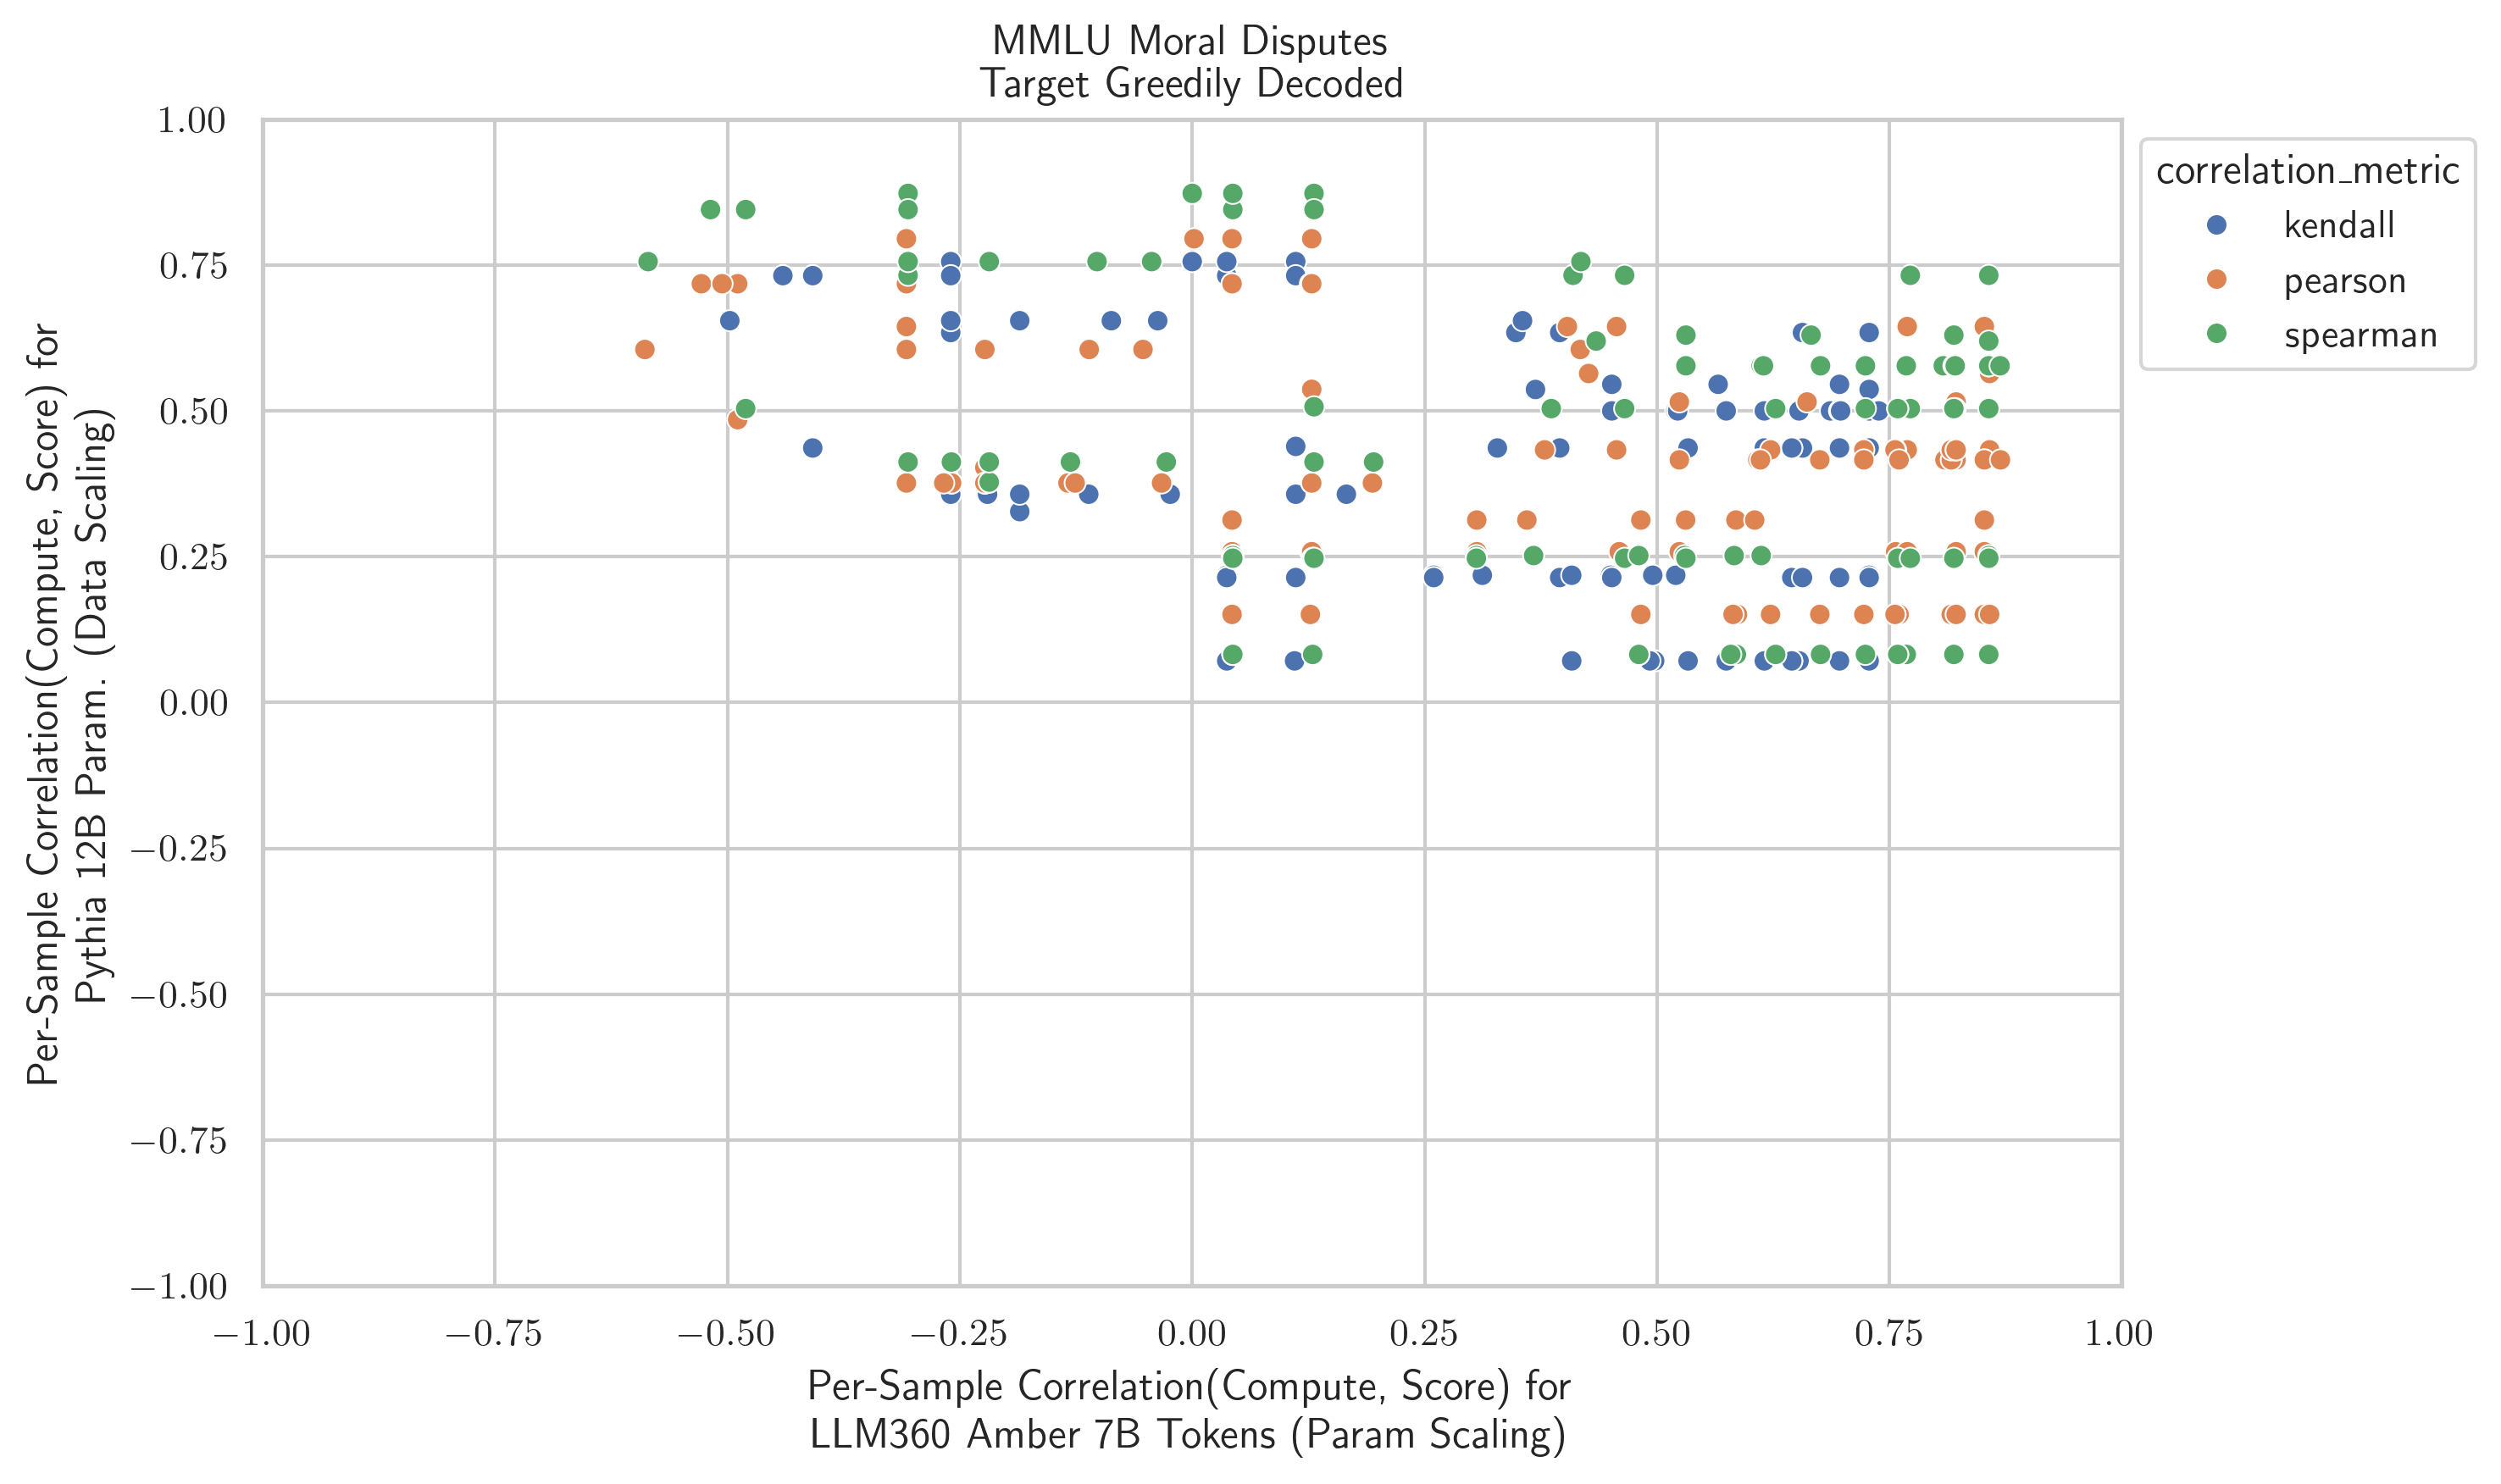 MMLU Moral Disputes
Target Greedily Decoded
Per-Sample Correlation(Compute, Score) for
Pythia 12B Param. (Data Scaling)
1.00
0.75
0.50
0.25
0.00
−0.25
−0.50
−0.75
−1.00
−1.00 −0.75 −0.50 −0.25 0.00 0.25 0.50 0.75 1.00
Per-Sample Correlation(Compute, Score) for
LLM360 Amber 7B Tokens (Param Scaling)
correlation_metric
kendall
pearson
spearman